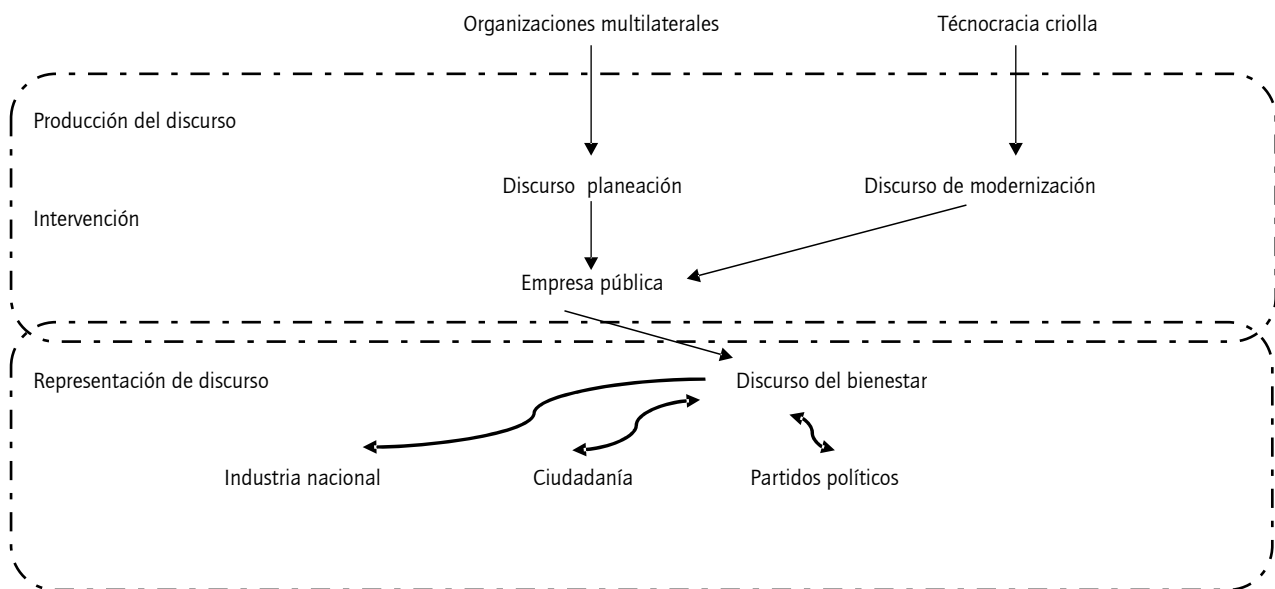 Organizaciones multilaterales
Técnocracia criolla
Producción del discurso
Discurso planeación
Discurso de modernización
Intervención
Empresa pública
Representación de discurso
Discurso del bienestar
Industria nacional
Ciudadanía
Partidos políticos